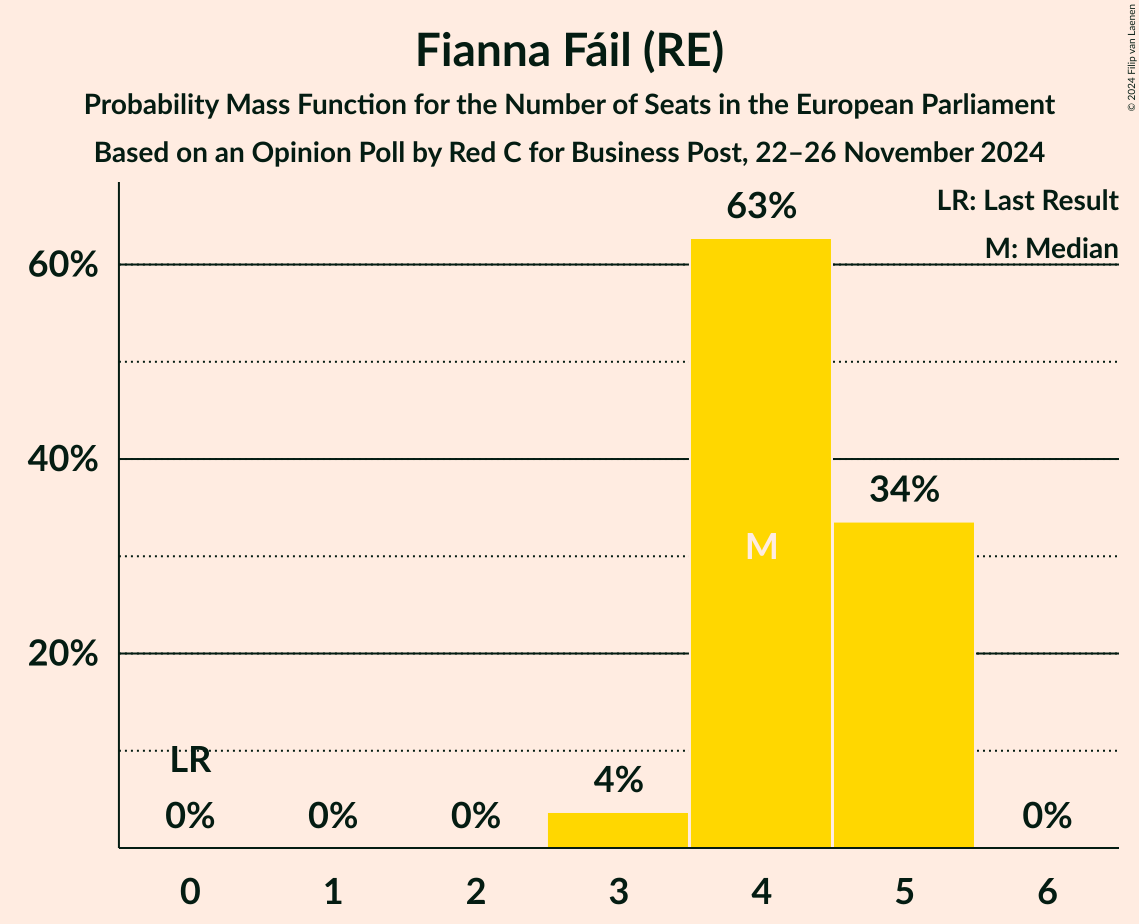 Fianna Fáil (RE)
Probability Mass Function for the Number of Seats in the European Parliament
Based on an Opinion Poll by Red C for Business Post, 22–26 November 2024
© 2024 Filip van Laenen
LR: Last Result
M: Median
63%
60%
40%
34%
M
20%
LR
4%
0%
0%
0%
0%
0
1
2
3
4
5
6